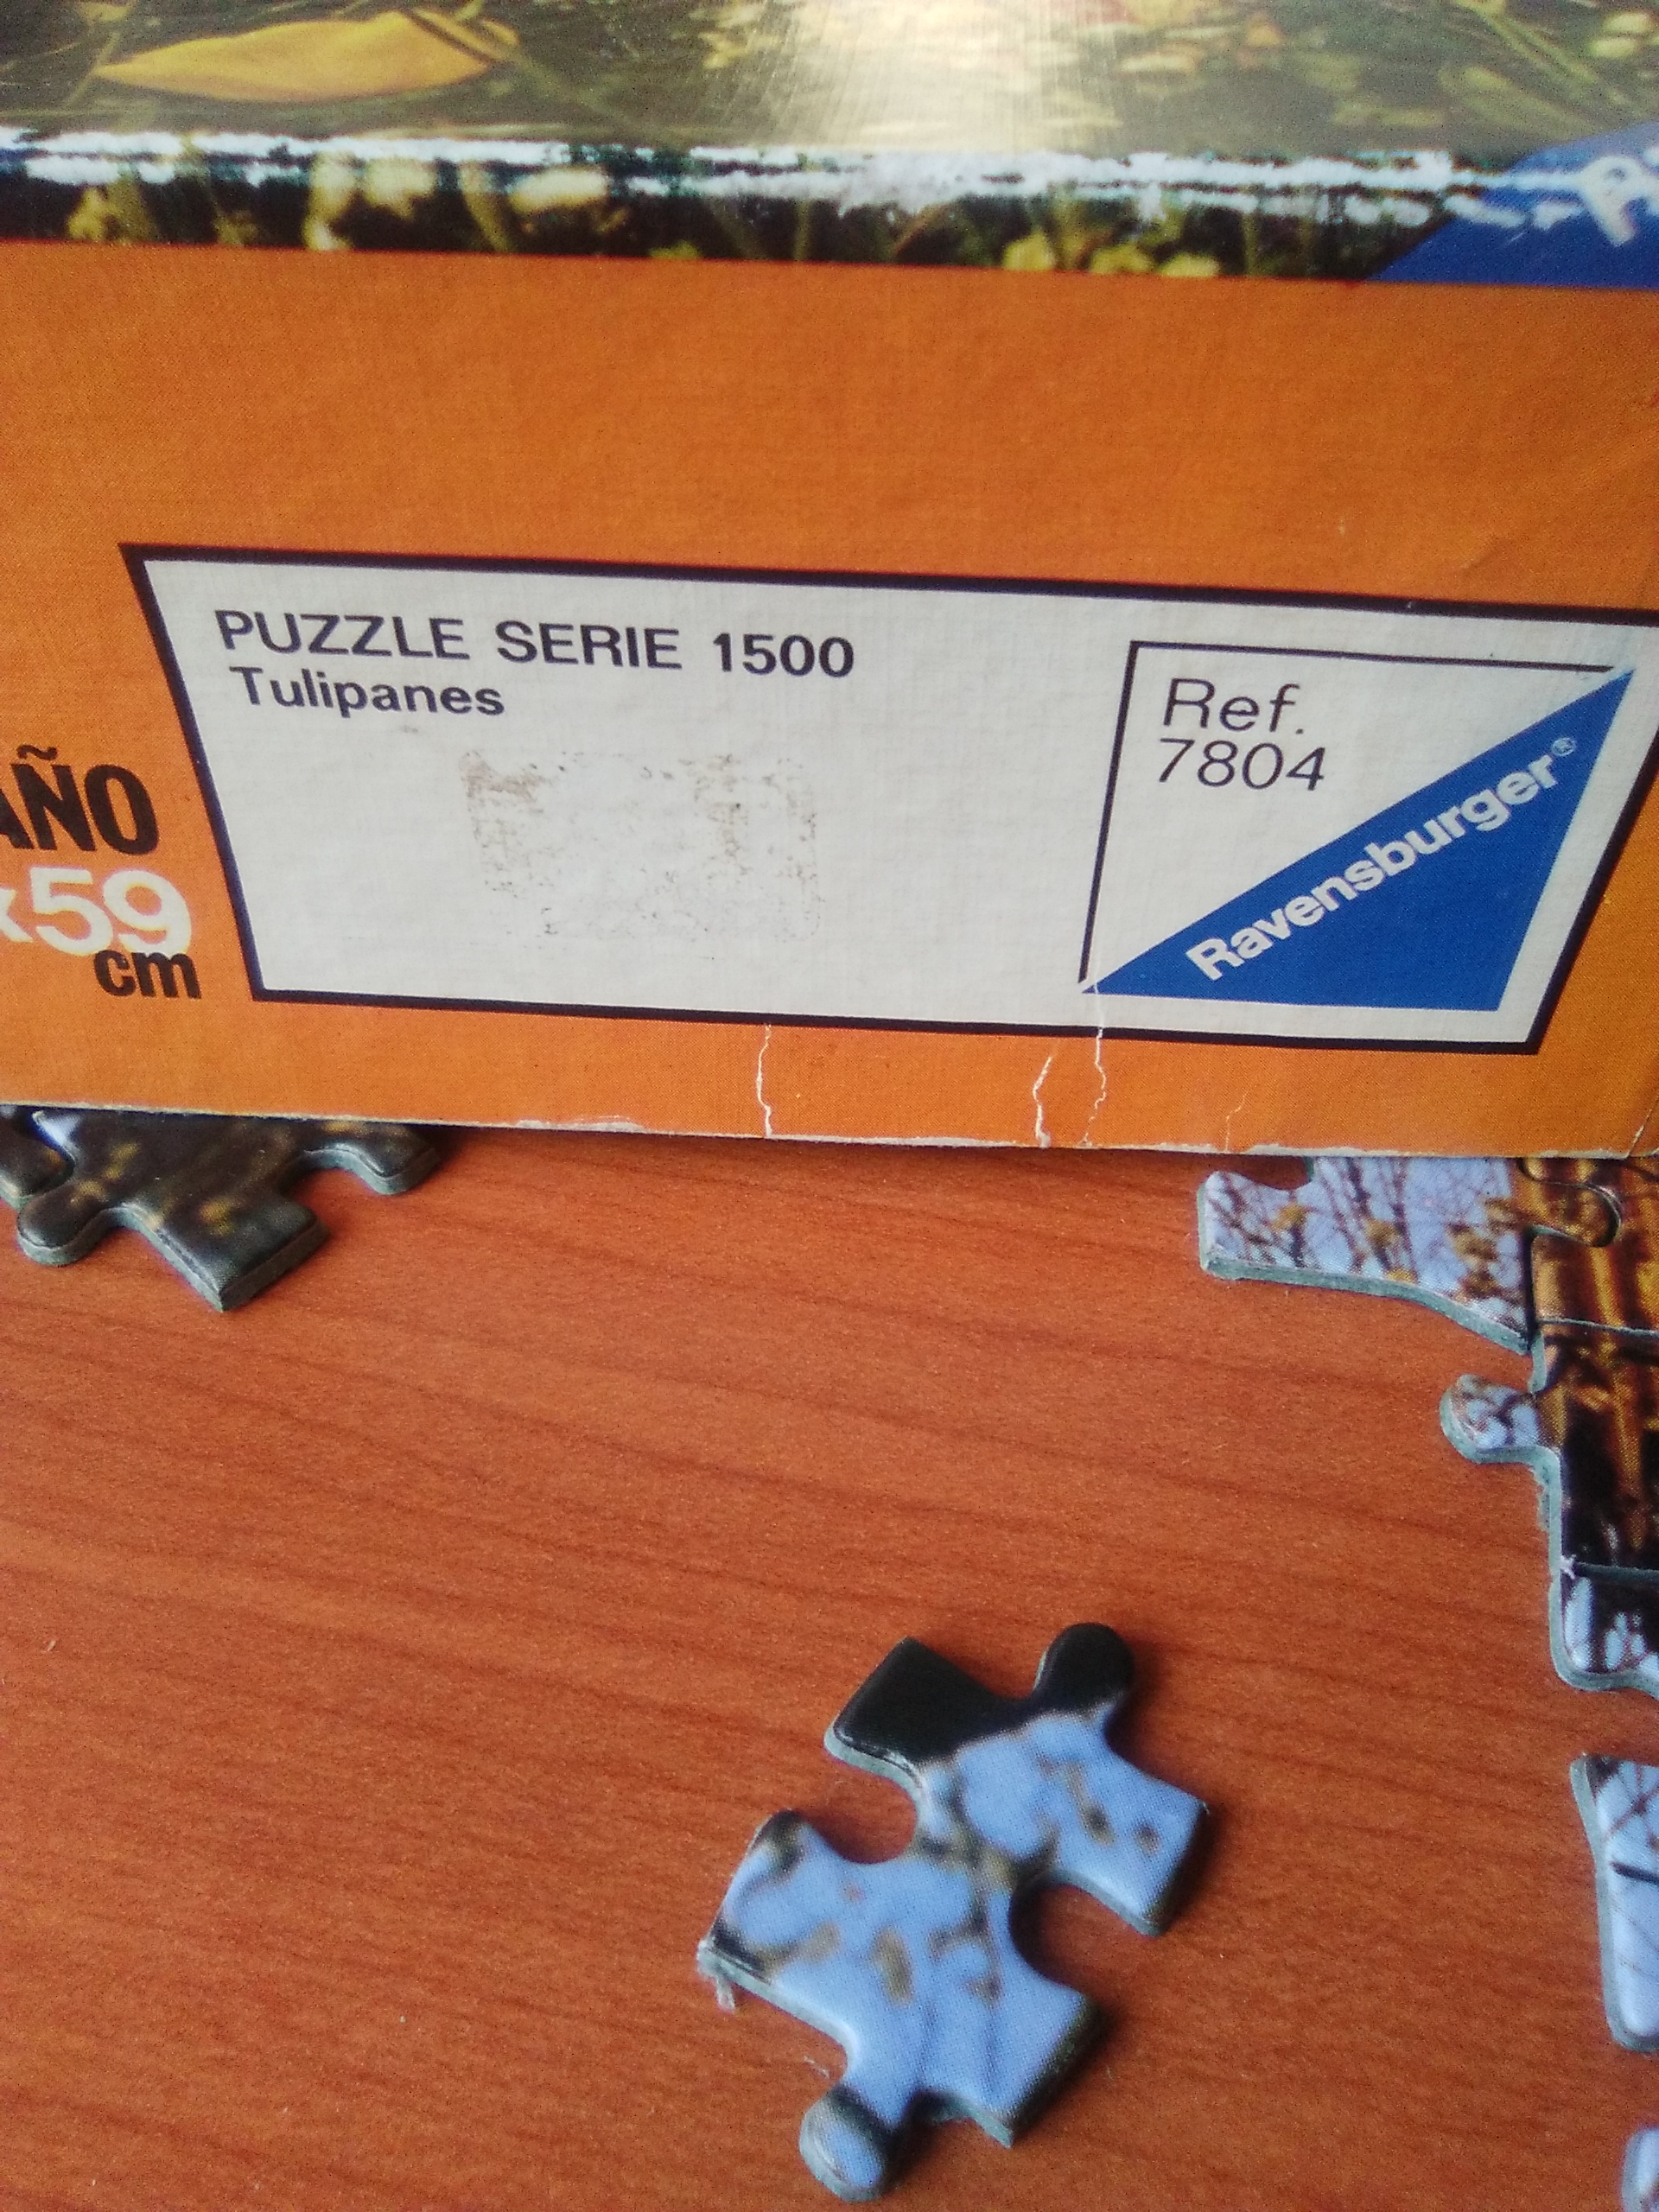 PUZZLE SERIE 1500
Tulipanes
Ref.
7804
Ravensburger®
AÑO
x59
cm